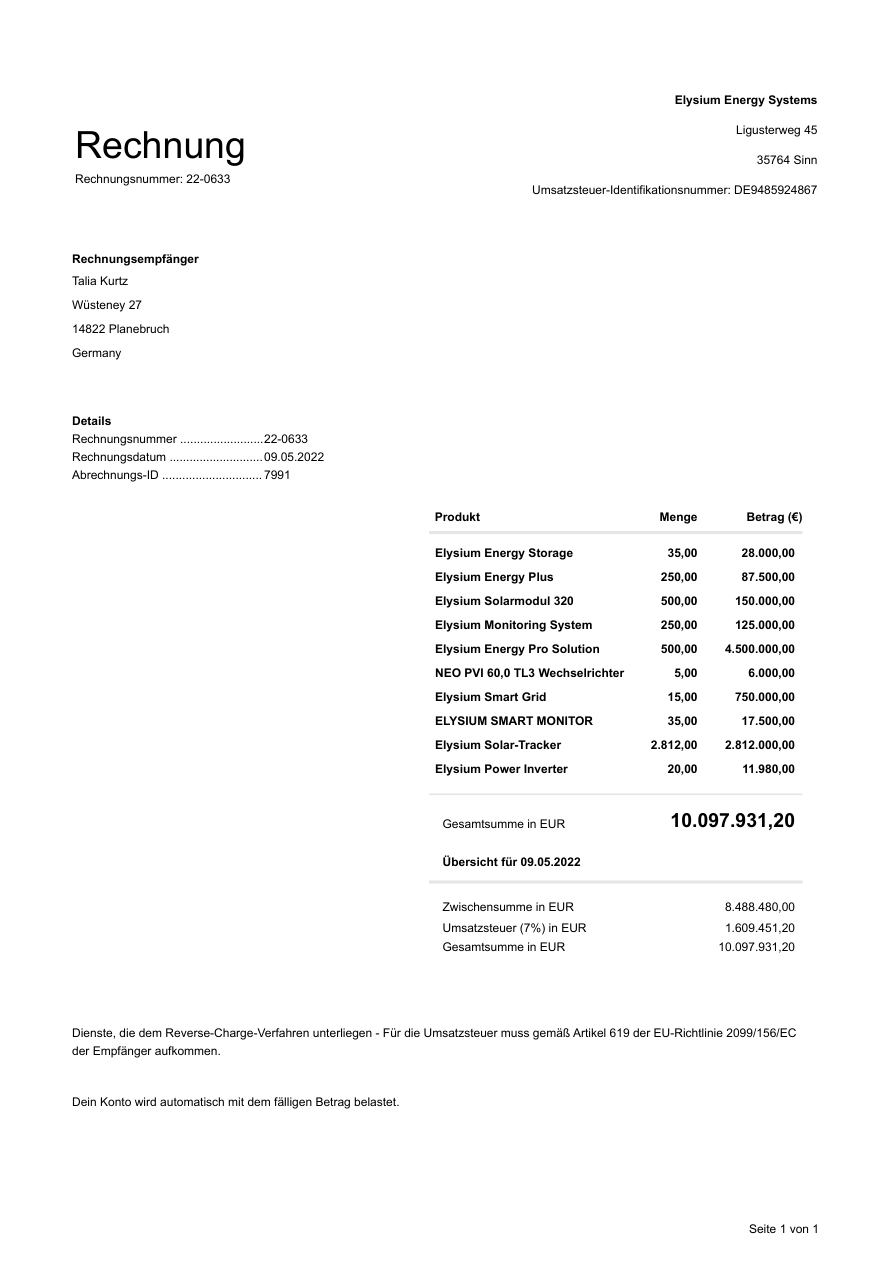 Elysium Energy Systems
Ligusterweg 45
35764 Sinn
Umsatzsteuer-Identifikationsnummer: DE9485924867
Rechnung
Rechnungsnummer: 22-0633
Rechnungsempfänger
Talia Kurtz
Wüsteney 27
14822 Planebruch
Germany
Details
Rechnungsnummer .........................22-0633
Rechnungsdatum ............................09.05.2022
Abrechnungs-ID ..............................7991
Produkt Menge Betrag (€)
Elysium Energy Storage 35,00 28.000,00
Elysium Energy Plus 250,00 87.500,00
Elysium Solarmodul 320 500,00 150.000,00
Elysium Monitoring System 250,00 125.000,00
Elysium Energy Pro Solution 500,00 4.500.000,00
NEO PVI 60,0 TL3 Wechselrichter 5,00 6.000,00
Elysium Smart Grid 15,00 750.000,00
ELYSIUM SMART MONITOR 35,00 17.500,00
Elysium Solar-Tracker 2.812,00 2.812.000,00
Elysium Power Inverter 20,00 11.980,00
Gesamtsumme in EUR 10.097.931,20
Übersicht für 09.05.2022
Zwischensumme in EUR 8.488.480,00
Umsatzsteuer (7%) in EUR 1.609.451,20
Gesamtsumme in EUR 10.097.931,20
Dienste, die dem Reverse-Charge-Verfahren unterliegen - Für die Umsatzsteuer muss gemäß Artikel 619 der EU-Richtlinie 2099/156/EC
der Empfänger aufkommen.
Dein Konto wird automatisch mit dem fälligen Betrag belastet.
Seite 1 von 1